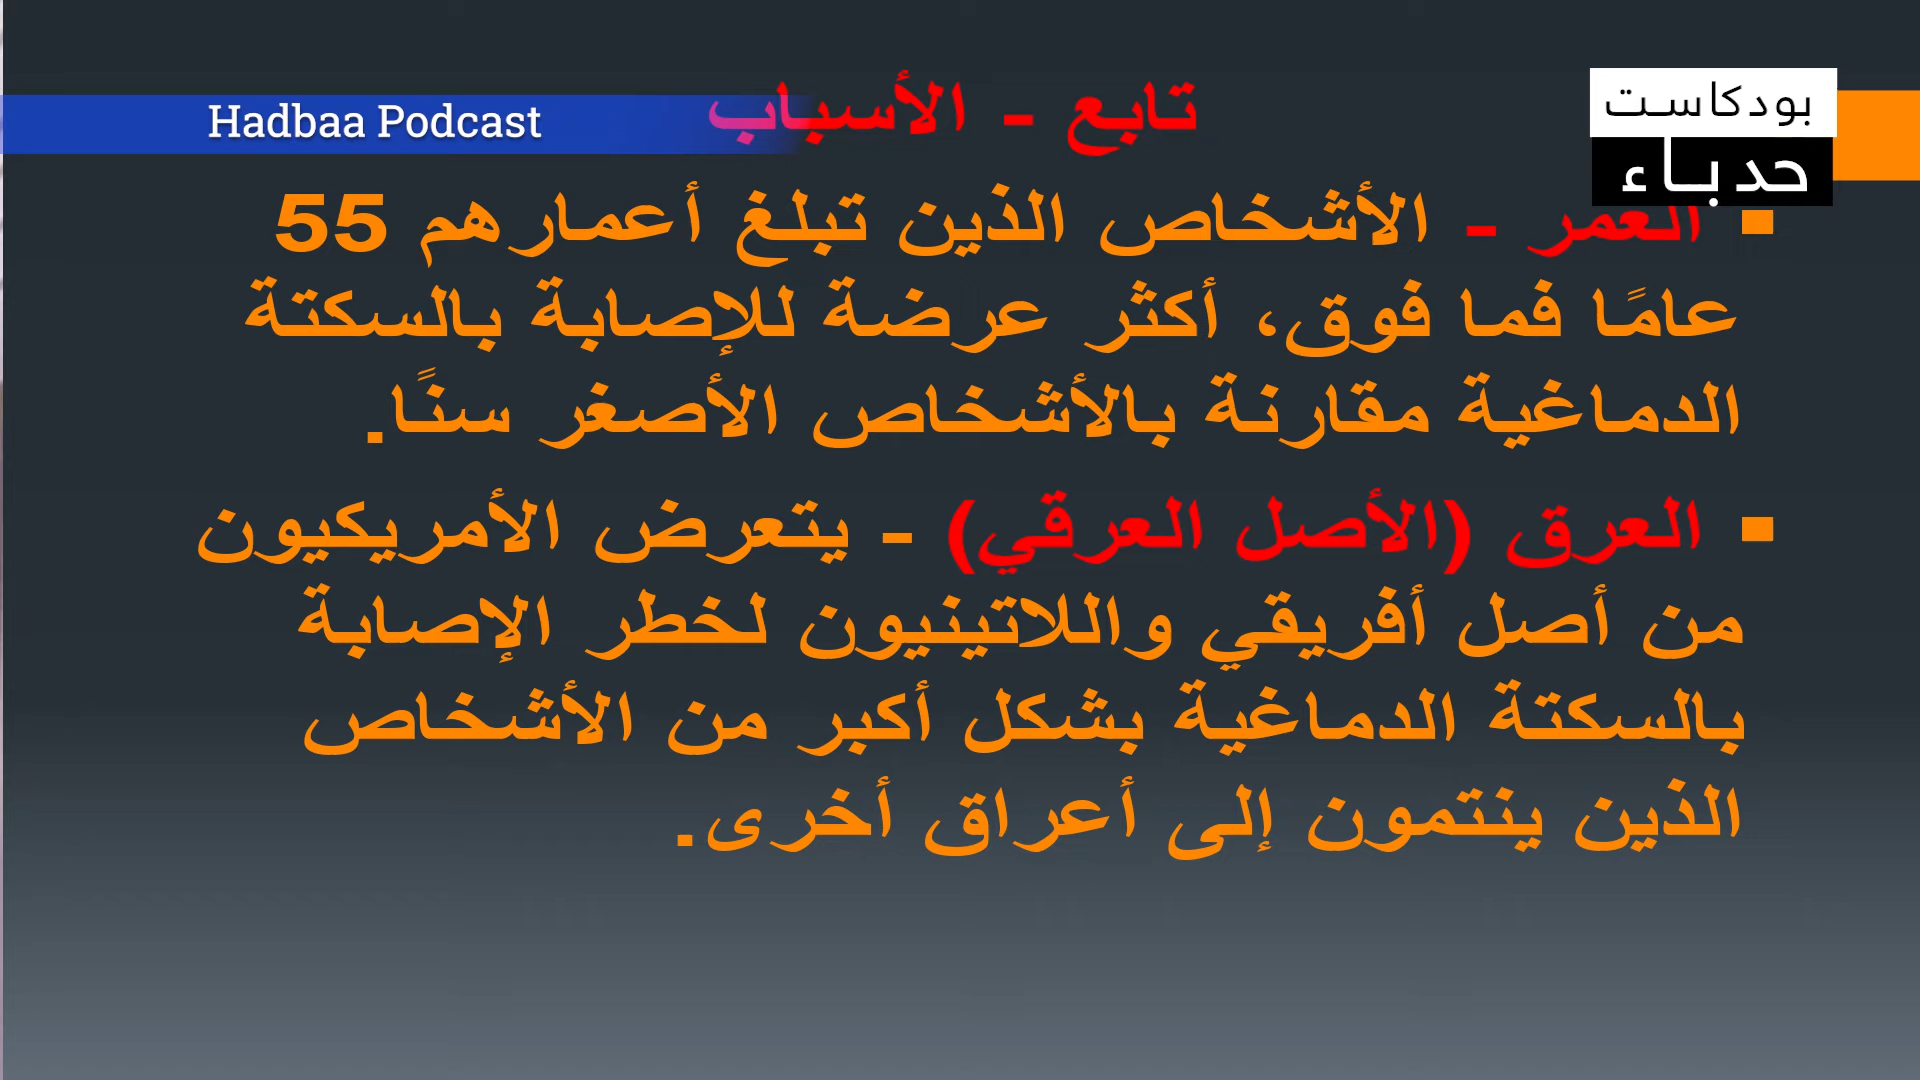 تابع - الأسباب
Hadbaa Podcast
بودكاست
حدباء
العمر - الأشخاص الذين تبلغ أعمارهم 55
عامًا فما فوق، أكثر عرضة للإصابة بالسكتة
الدماغية مقارنة بالأشخاص الأصغر سنًا.
العرق (الأصل العرقي) - يتعرض الأمريكيون
من أصل أفريقي واللاتينيون لخطر الإصابة
بالسكتة الدماغية بشكل أكبر من الأشخاص
الذين ينتمون إلى أعراق أخرى.